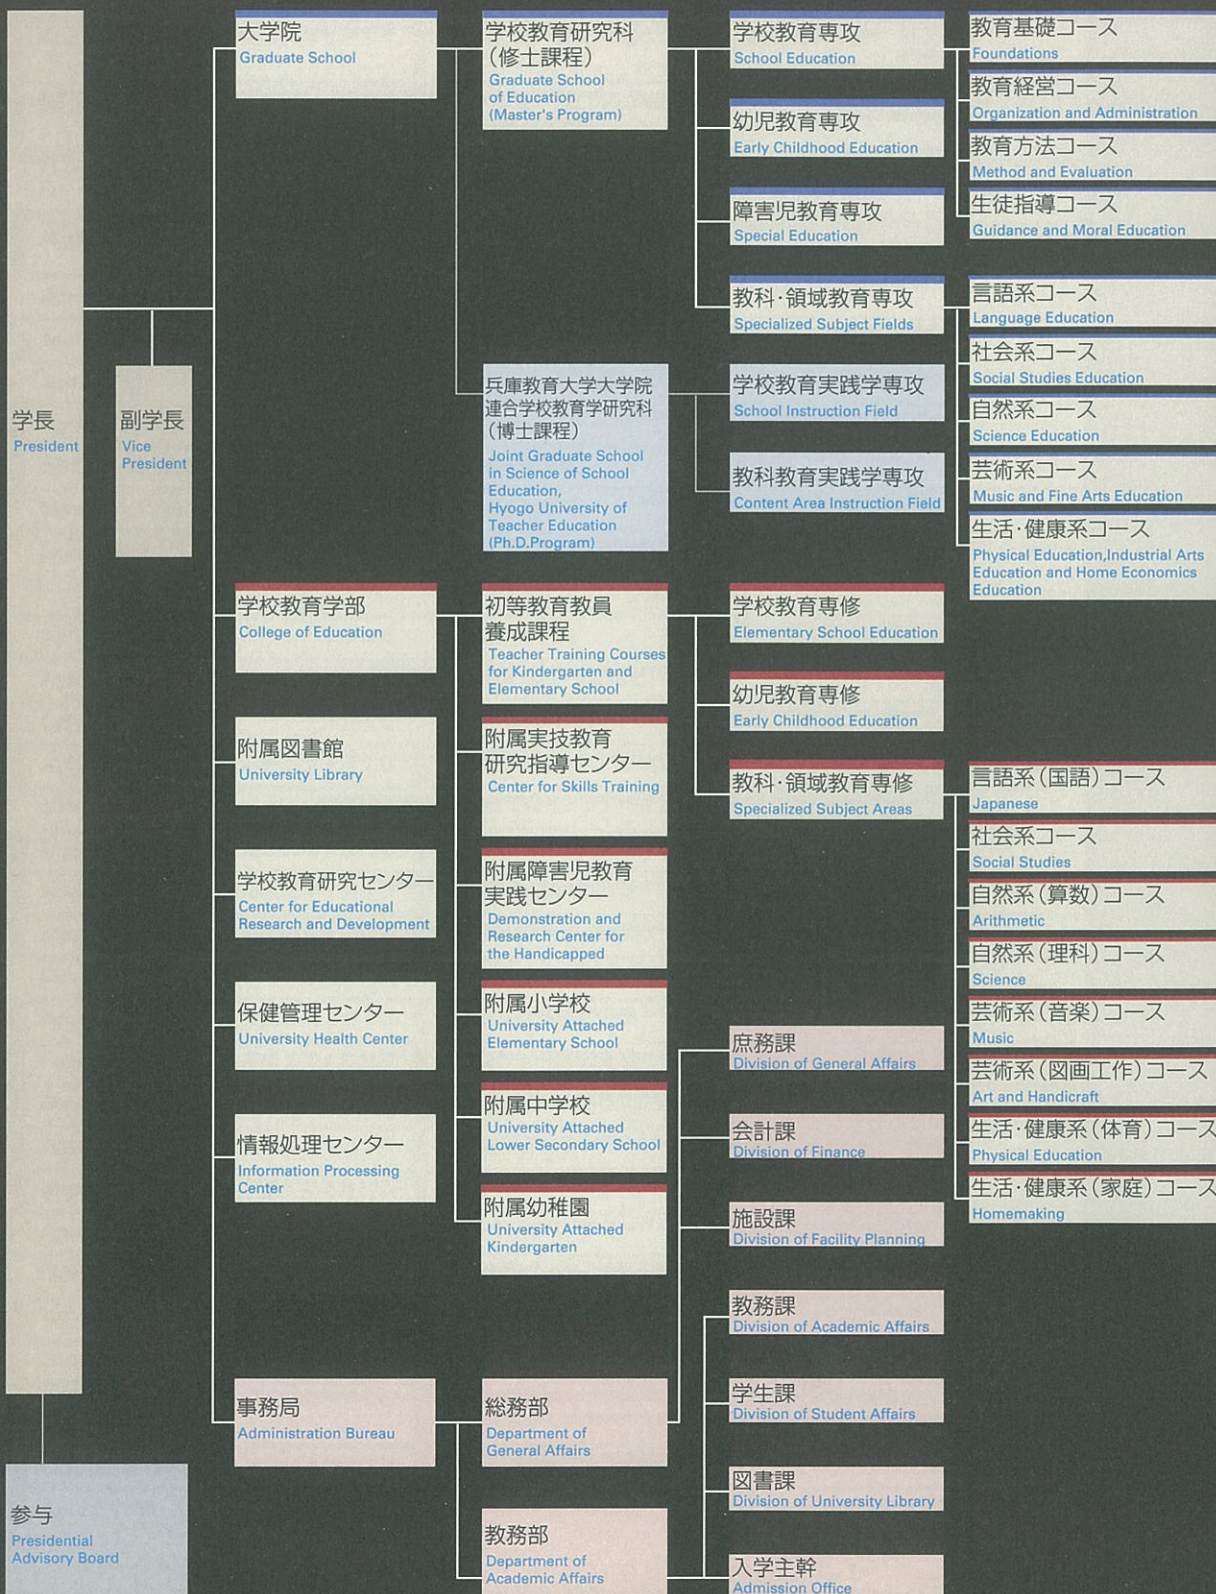 学長
President
副学長
Vice
President
参与
Presidential
Advisory Board
大学院
Graduate School
学校教育研究科
(修士課程)
Graduate School
of Education
(Master's Program)
学校教育専攻
School Education
教育基礎コース
Foundations
教育経営コース
Organization and Administration
教育方法コース
Method and Evaluation
生徒指導コース
Guidance and Moral Education
幼児教育専攻
Early Childhood Education
障害児教育専攻
Special Education
教科・領域教育専攻
Specialized Subject Fields
言語系コース
Language Education
社会系コース
Social Studies Education
自然系コース
Science Education
芸術系コース
Music and Fine Arts Education
生活・健康系コース
Physical Education,Industrial Arts
Education and Home Economics
Education
兵庫教育大学大学院
連合学校教育学研究科
(博士課程)
Joint Graduate School
in Science of School
Education,
Hyogo University of
Teacher Education
(Ph.D.Program)
学校教育実践学専攻
School Instruction Field
教科教育実践学専攻
Content Area Instruction Field
学校教育学部
College of Education
初等教育教員
養成課程
Teacher Training Courses
for Kindergarten and
Elementary School
学校教育専修
Elementary School Education
幼児教育専修
Early Childhood Education
教科・領域教育専修
Specialized Subject Areas
言語系(国語)コース
Japanese
社会系コース
Social Studies
自然系(算数)コース
Arithmetic
自然系(理科)コース
Science
芸術系(音楽)コース
Music
芸術系(図画工作)コース
Art and Handicraft
生活・健康系(体育)コース
Physical Education
生活・健康系(家庭)コース
Homemaking
附属実技教育
研究指導センター
Center for Skills Training
附属障害児教育
実践センター
Demonstration and
Research Center for
the Handicapped
附属小学校
University Attached
Elementary School
附属中学校
University Attached
Lower Secondary School
附属幼稚園
University Attached
Kindergarten
附属図書館
University Library
学校教育研究センター
Center for Educational
Research and Development
保健管理センター
University Health Center
情報処理センター
Information Processing
Center
事務局
Administration Bureau
総務部
Department of
General Affairs
庶務課
Division of General Affairs
会計課
Division of Finance
施設課
Division of Facility Planning
教務部
Department of
Academic Affairs
教務課
Division of Academic Affairs
学生課
Division of Student Affairs
図書課
Division of University Library
入学主幹
Admission Office